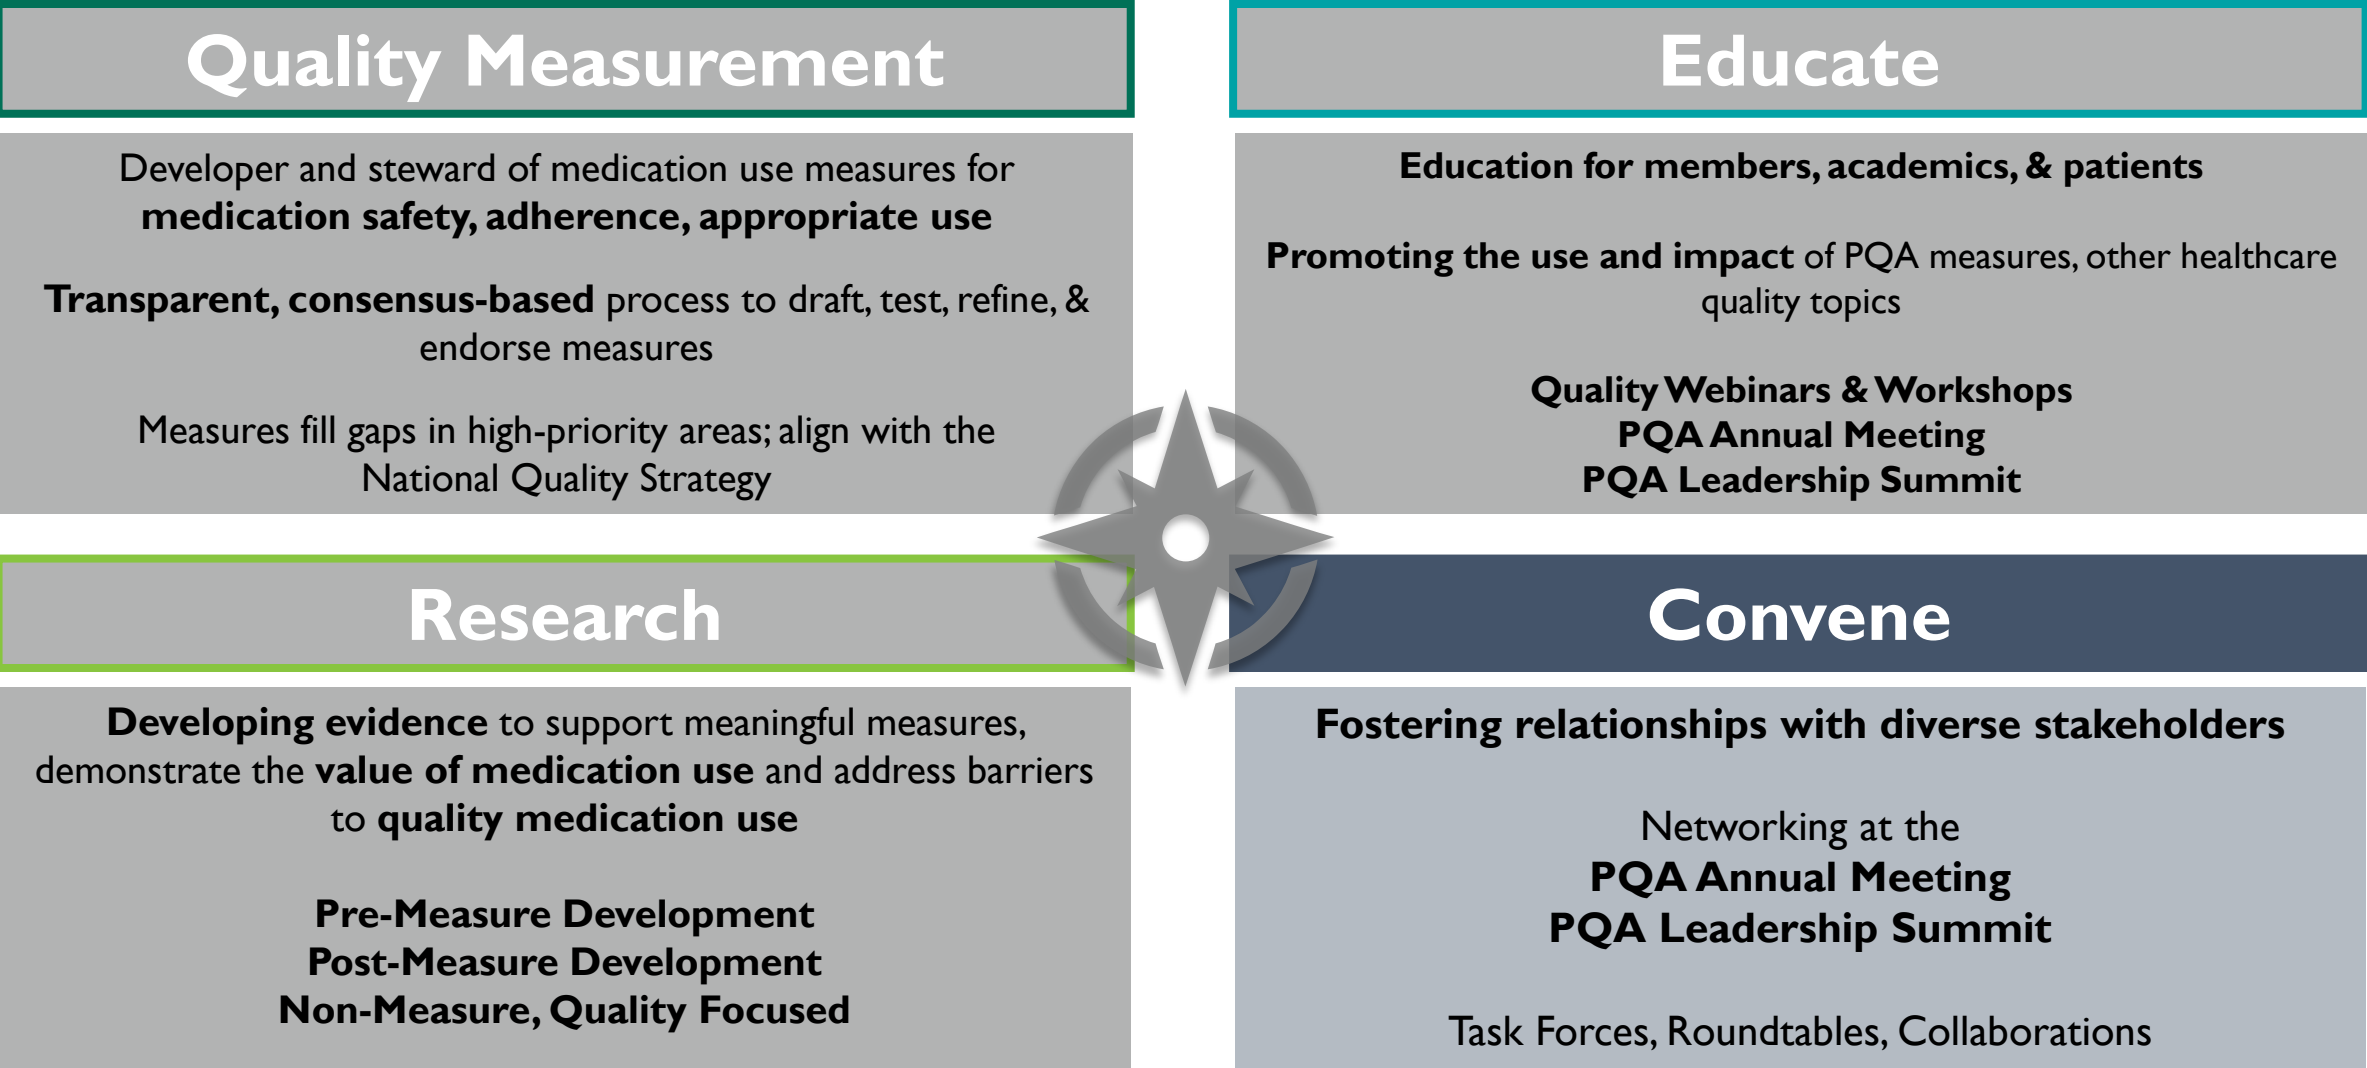 Quality Measurement
Developer and steward of medication use measures for
medication safety, adherence, appropriate use
Transparent, consensus-based process to draft, test, refine, &
endorse measures
Measures fill gaps in high-priority areas; align with the
National Quality Strategy
Educate
Education for members, academics, & patients
Promoting the use and impact of PQA measures, other healthcare
quality topics
Quality Webinars & Workshops
PQA Annual Meeting
PQA Leadership Summit
Research
Developing evidence to support meaningful measures,
demonstrate the value of medication use and address barriers
to quality medication use
Pre-Measure Development
Post-Measure Development
Non-Measure, Quality Focused
Convene
Fostering relationships with diverse stakeholders
Networking at the
PQA Annual Meeting
PQA Leadership Summit
Task Forces, Roundtables, Collaborations